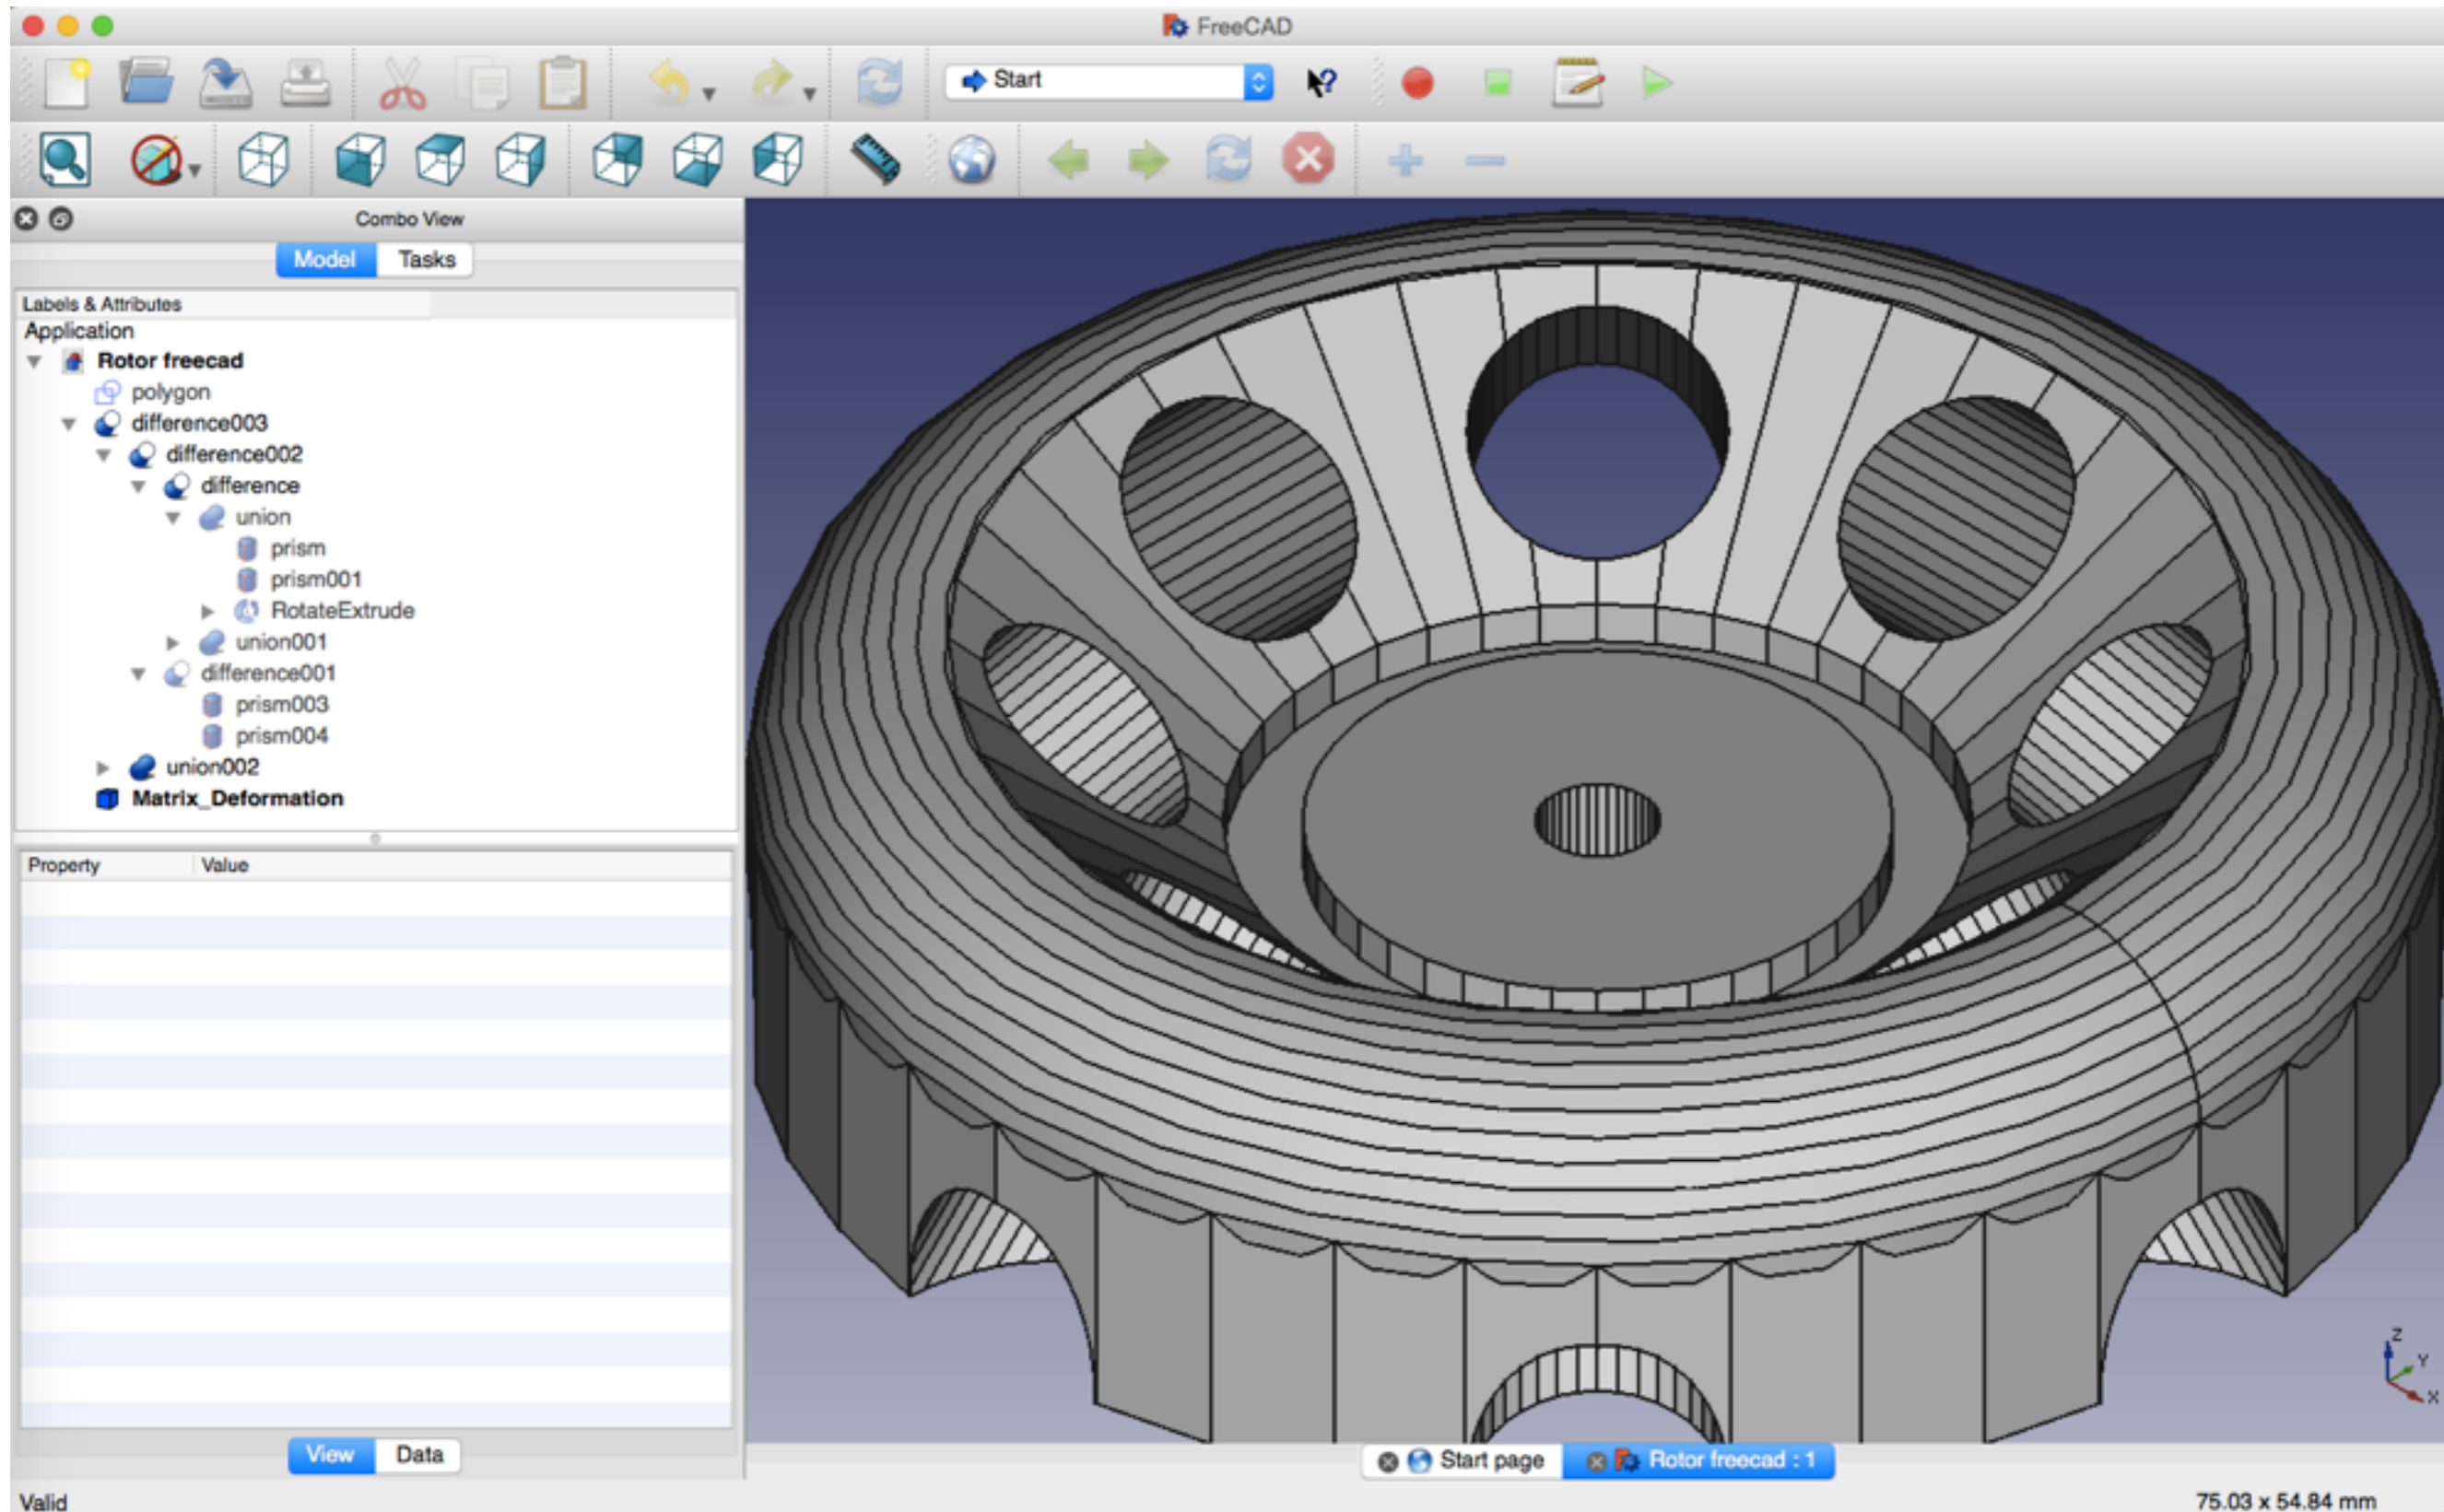 FreeCAD
Start
Combo View
Model Tasks
Labels & Attributes
Application
Rotor freecad
polygon
difference003
difference002
difference
union
prism
prism001
RotateExtrude
union001
difference001
prism003
prism004
union002
Matrix_Deformation
Property Value
View Data
Z
Y
X
Start page Rotor freecad : 1
Valid 75.03 x 54.84 mm